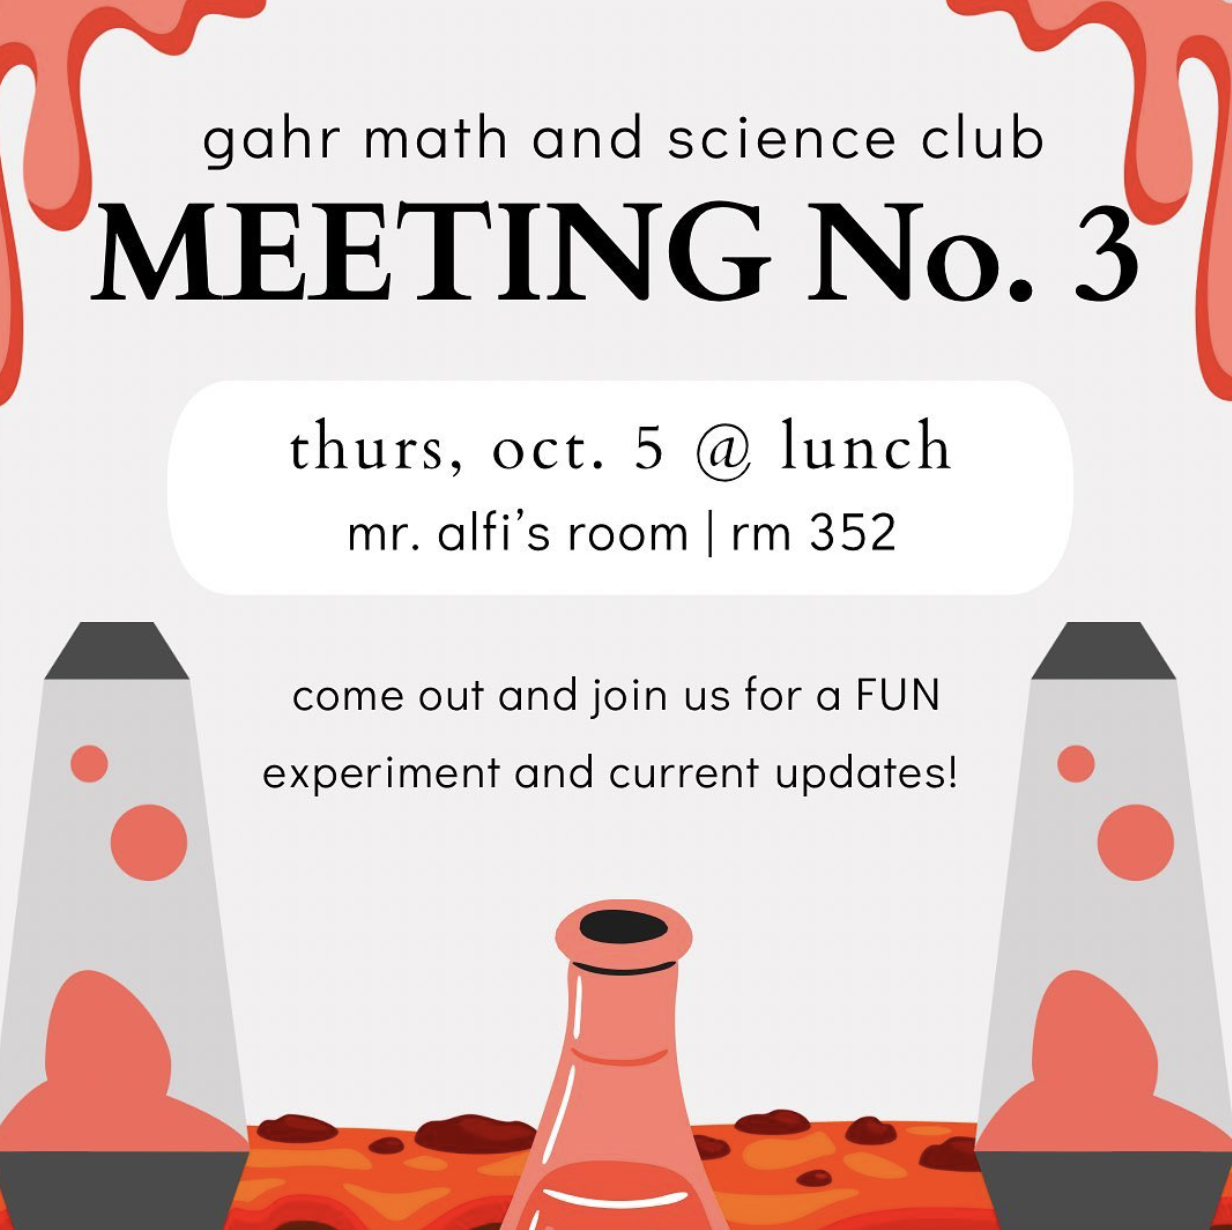 gahr math and science club
MEETING No. 3
thurs, oct. 5 @ lunch
mr. alfi’s room | rm 352
come out and join us for a FUN
experiment and current updates!